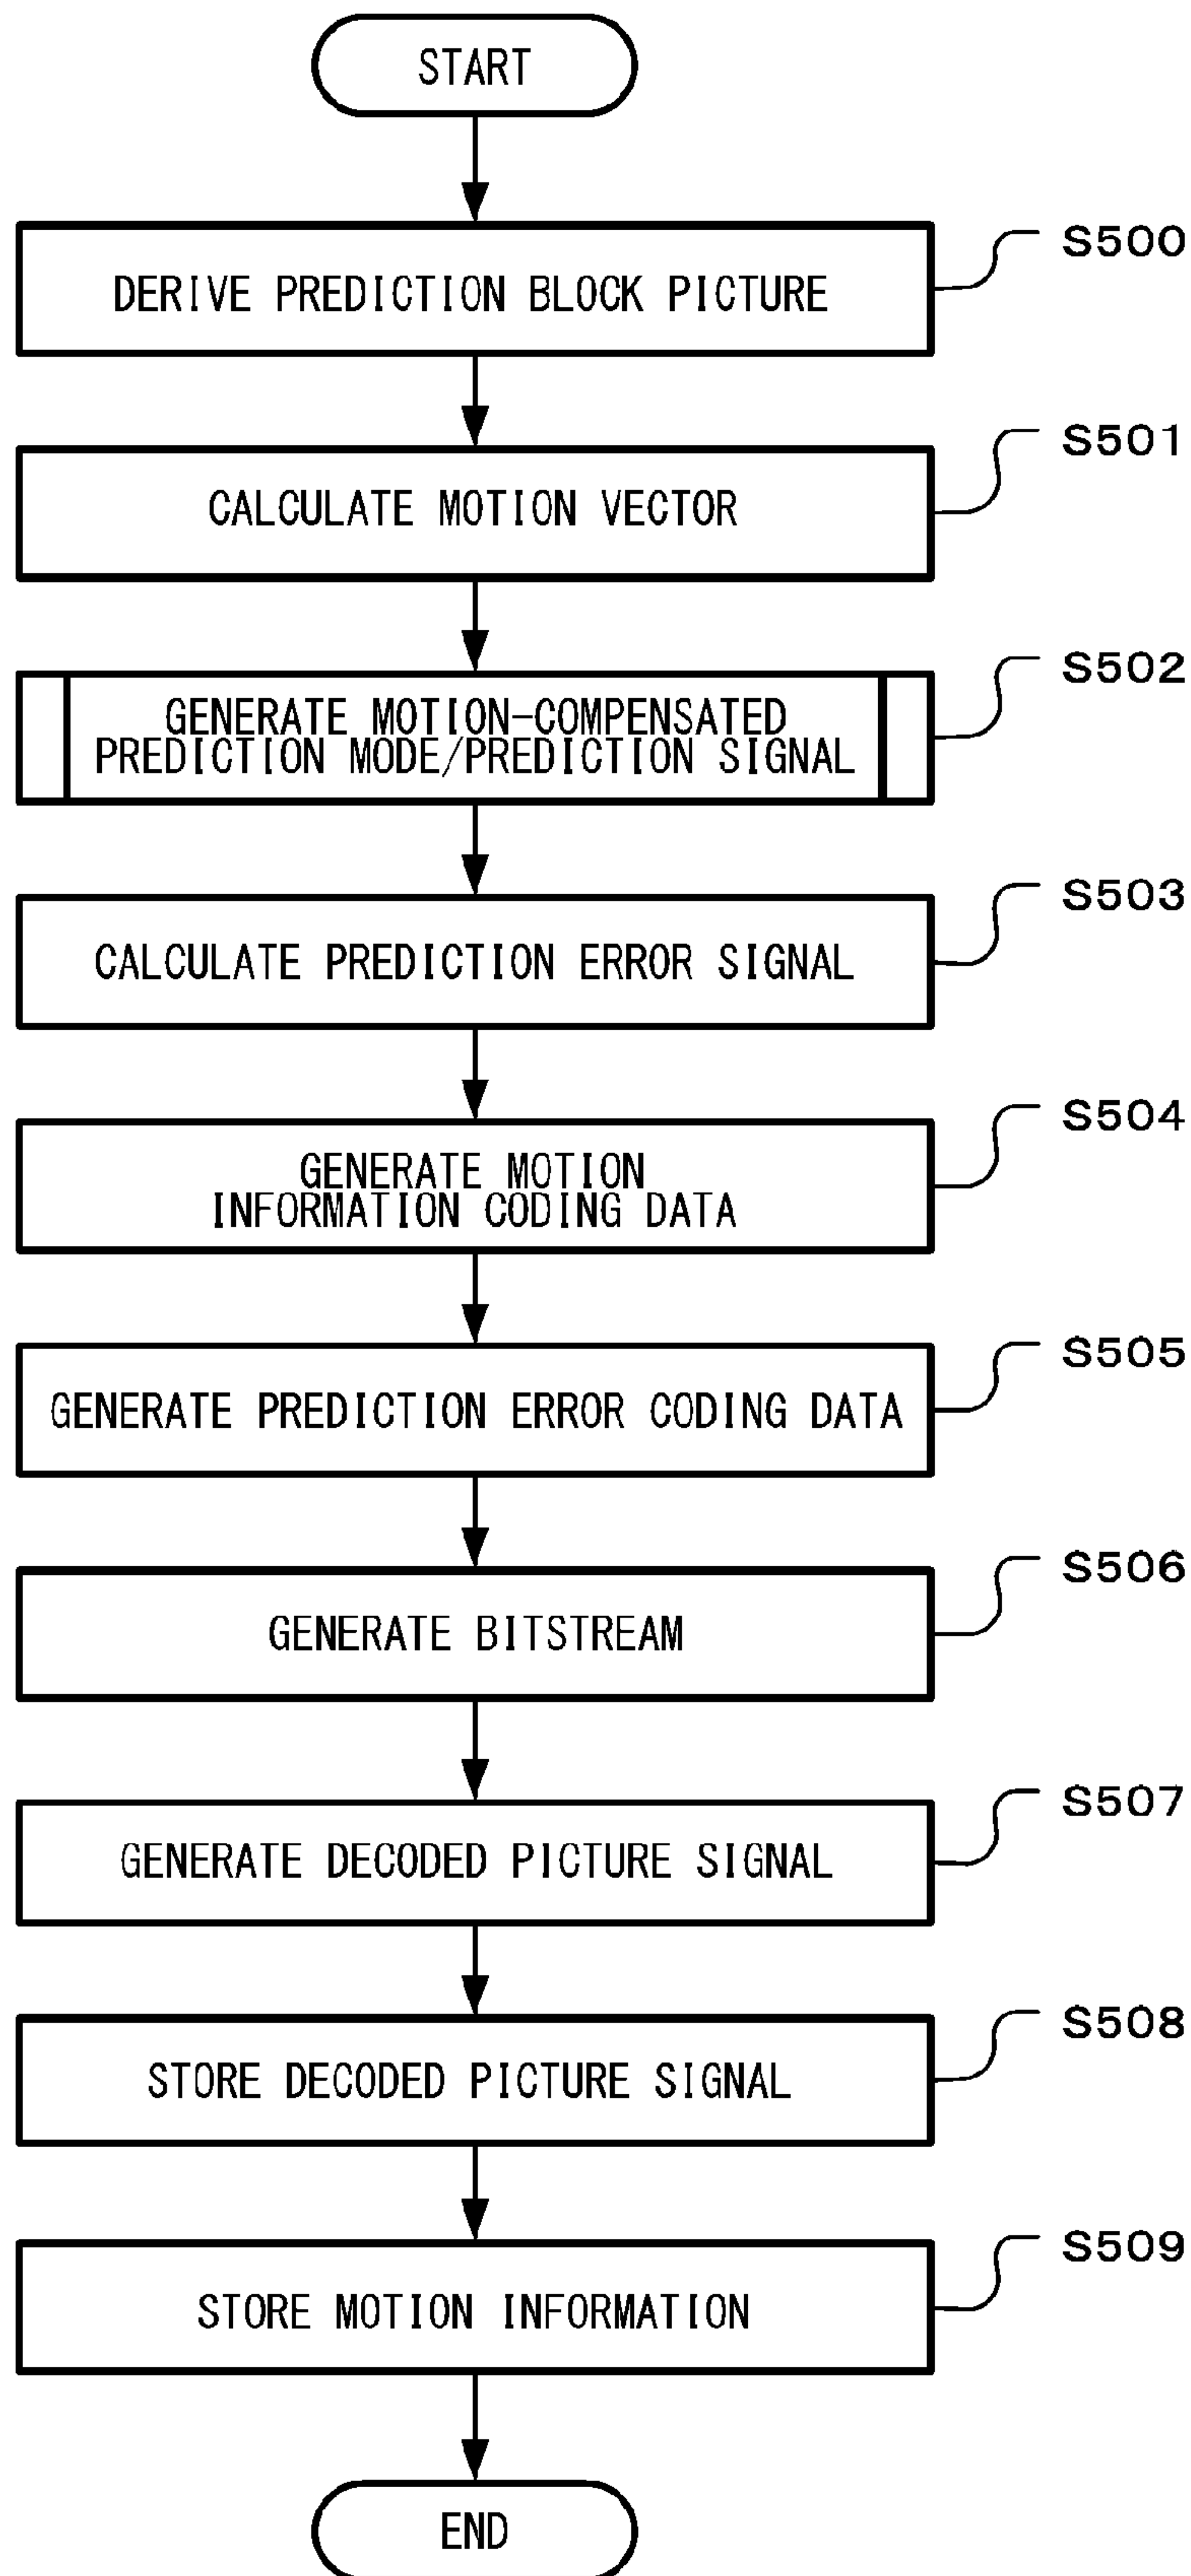 START
DERIVE PREDICTION BLOCK PICTURE
S500
CALCULATE MOTION VECTOR
S501
GENERATE MOTION-COMPENSATED
PREDICTION MODE/PREDICTION SIGNAL
S502
CALCULATE PREDICTION ERROR SIGNAL
S503
GENERATE MOTION
INFORMATION CODING DATA
S504
GENERATE PREDICTION ERROR CODING DATA
S505
GENERATE BITSTREAM
S506
GENERATE DECODED PICTURE SIGNAL
S507
STORE DECODED PICTURE SIGNAL
S508
STORE MOTION INFORMATION
S509
END